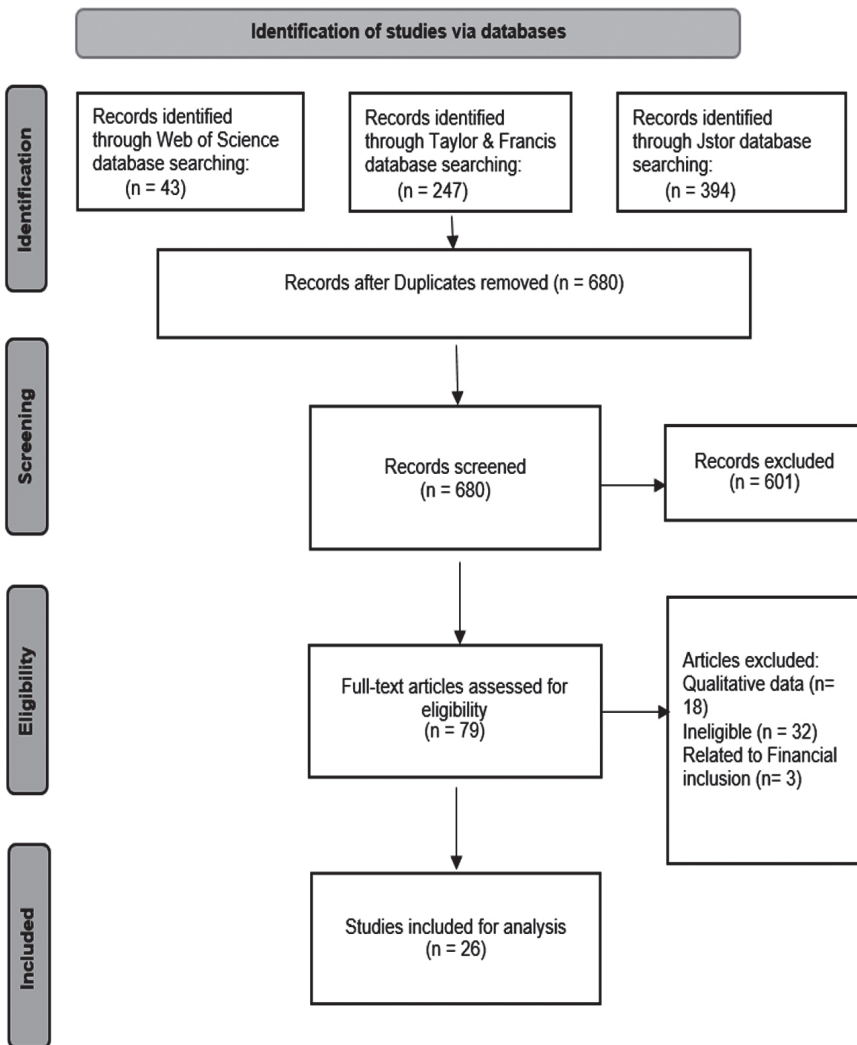 Identification of studies via databases
Identification
Records identified
through Web of Science
database searching:
(n = 43)
Records identified
through Taylor & Francis
database searching:
(n = 247)
Records identified
through Jstor database
searching:
(n = 394)
Records after Duplicates removed (n = 680)
Screening
Records screened
(n = 680)
Records excluded
(n = 601)
Eligibility
Full-text articles assessed for
eligibility
(n = 79)
Articles excluded:
Qualitative data (n=
18)
Ineligible (n = 32)
Related to Financial
inclusion (n= 3)
Included
Studies included for analysis
(n = 26)